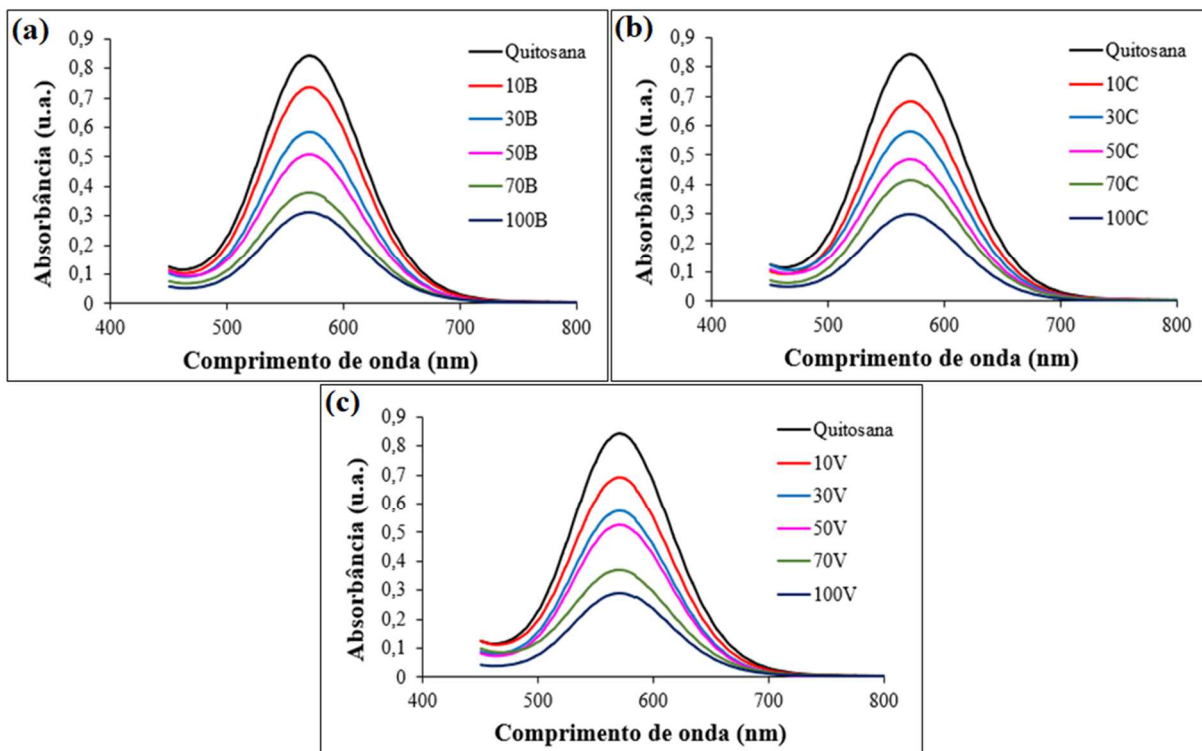 (a)
0,9
0,8
0,7
0,6
0,5
0,4
0,3
0,2
0,1
0
Absorbância (u.a.)
400 500 600 700 800
Comprimento de onda (nm)
Quitosana
10B
30B
50B
70B
100B
(b)
0,9
0,8
0,7
0,6
0,5
0,4
0,3
0,2
0,1
0
Absorbância (u.a.)
400 500 600 700 800
Comprimento de onda (nm)
Quitosana
10C
30C
50C
70C
100C
(c)
0,9
0,8
0,7
0,6
0,5
0,4
0,3
0,2
0,1
0
Absorbância (u.a.)
400 500 600 700 800
Comprimento de onda (nm)
Quitosana
10V
30V
50V
70V
100V